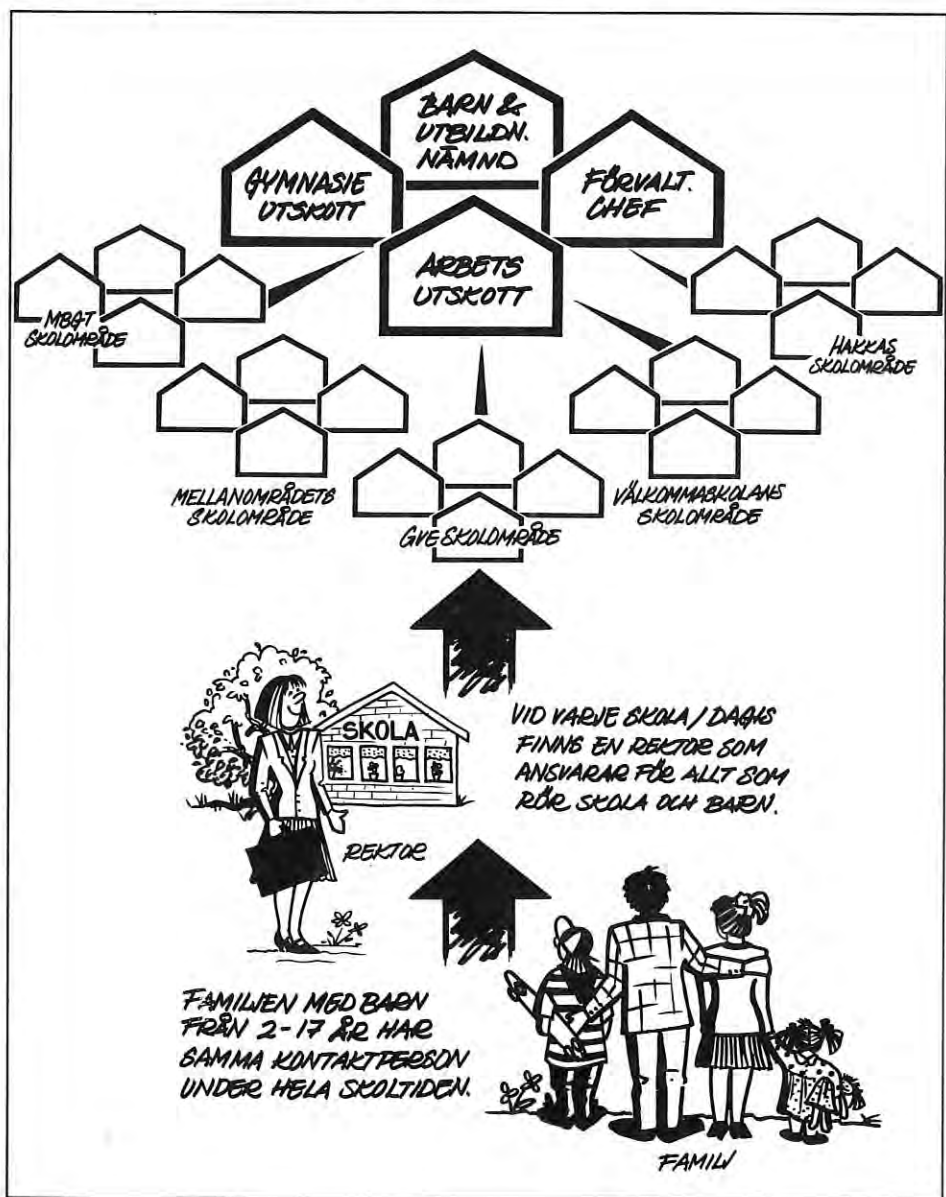 BARN &
UTBILDN.
NÄMND
GYMNASIE
UTSKOTT
FÖRVALT.
CHEF
ARBETS
UTSKOTT
MBGT
SKOLOMRÅDE
HAKKAS
SKOLOMRÅDE
MELLANOMRÅDETS
SKOLOMRÅDE
GVE SKOLOMRÅDE
VÄLKOMMASKOLANS
SKOLOMRÅDE
SKOLA
VID VARJE SKOLA / DAGIS
FINNS EN REKTOR SOM
ANSVARAR FÖR ALLT SOM
RÖR SKOLA OCH BARN.
REKTOR
FAMILJEN MED BARN
FRÅN 2-17 ÅR HAR
SAMMA KONTAKTPERSON
UNDER HELA SKOLTIDEN.
FAMILJ